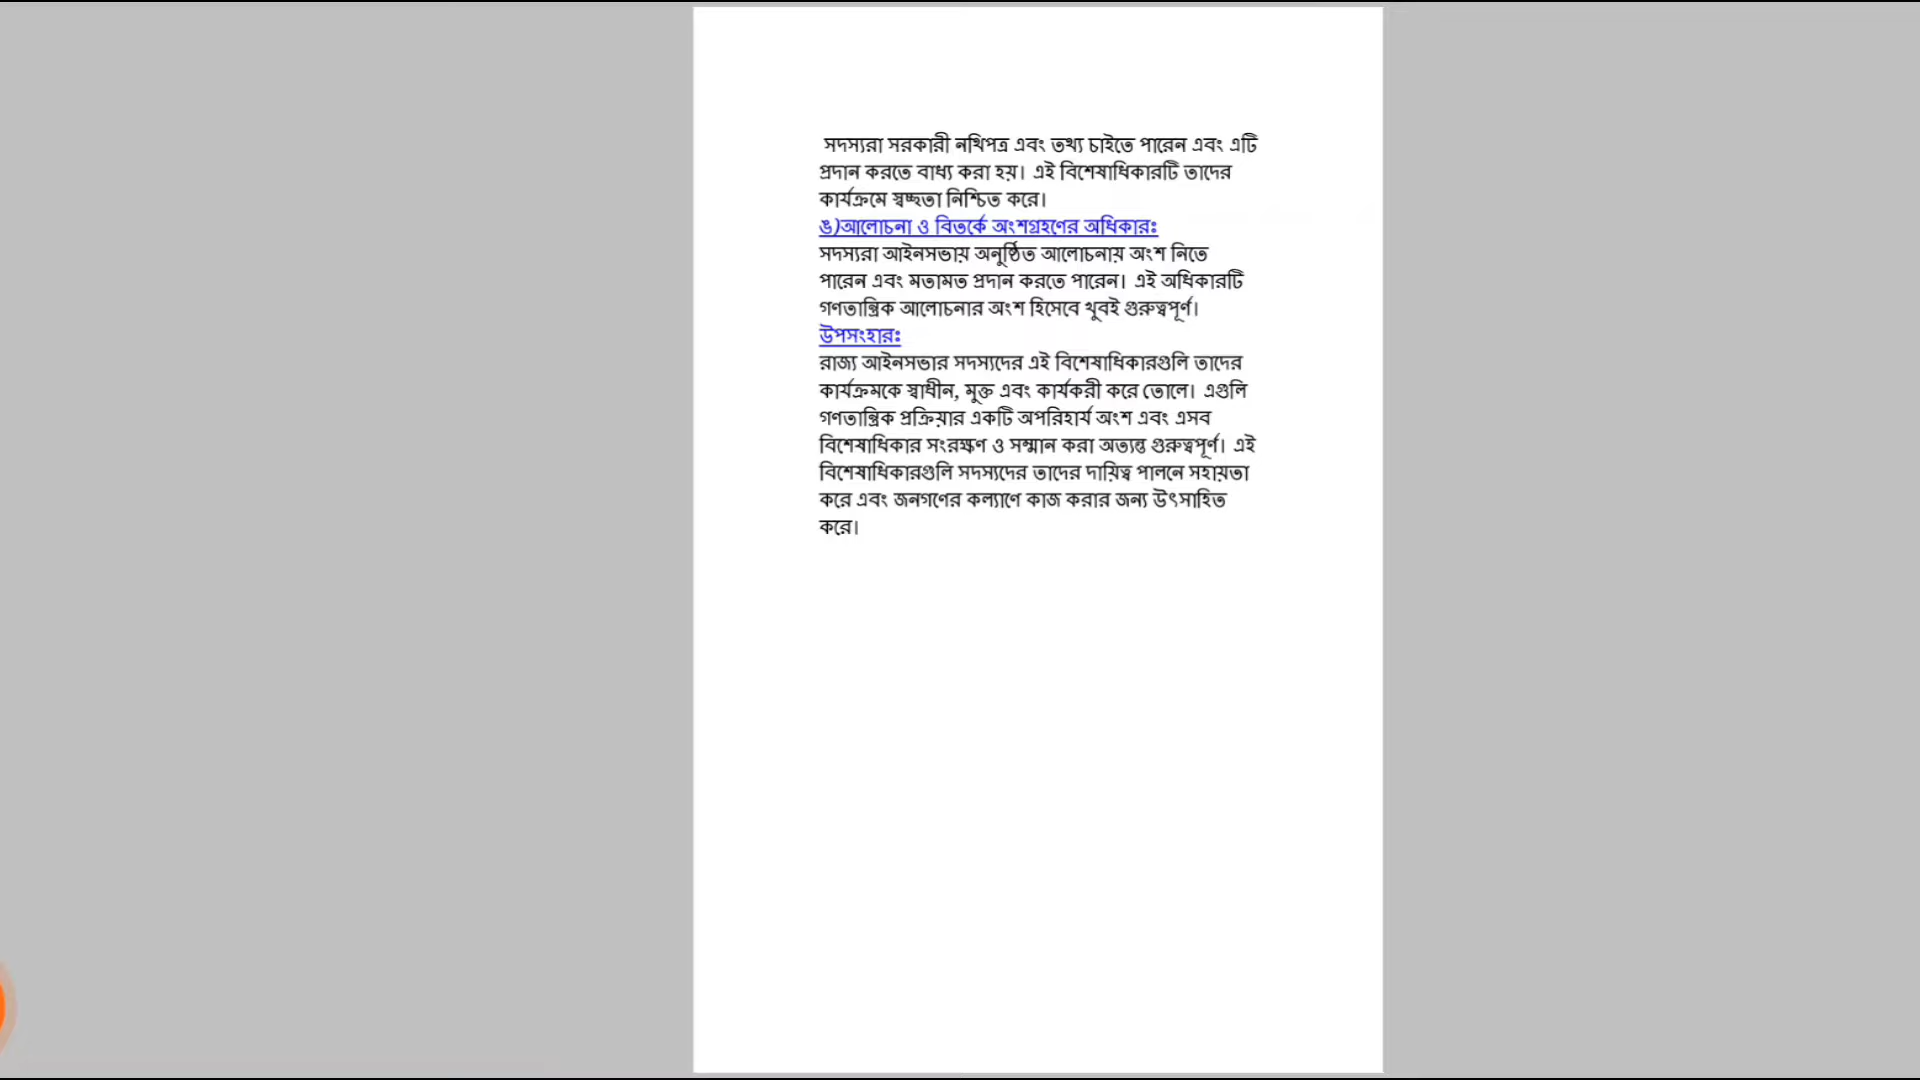 সদস্যরা সরকারী নথিপত্র এবং তথ্য চাইতে পারেন এবং এটি
প্রদান করতে বাধ্য করা হয়। এই বিশেষাধিকারটি তাদের
কার্যক্রমে স্বচ্ছতা নিশ্চিত করে।
ঙ)আলোচনা ও বিতর্কে অংশগ্রহণের অধিকারঃ
সদস্যরা আইনসভায় অনুষ্ঠিত আলোচনায় অংশ নিতে
পারেন এবং মতামত প্রদান করতে পারেন। এই অধিকারটি
গণতান্ত্রিক আলোচনার অংশ হিসেবে খুবই গুরুত্বপূর্ণ।
উপসংহারঃ
রাজ্য আইনসভার সদস্যদের এই বিশেষাধিকারগুলি তাদের
কার্যক্রমকে স্বাধীন, মুক্ত এবং কার্যকরী করে তোলে। এগুলি
গণতান্ত্রিক প্রক্রিয়ার একটি অপরিহার্য অংশ এবং এসব
বিশেষাধিকার সংরক্ষণ ও সম্মান করা অত্যন্ত গুরুত্বপূর্ণ। এই
বিশেষাধিকারগুলি সদস্যদের তাদের দায়িত্ব পালনে সহায়তা
করে এবং জনগণের কল্যাণে কাজ করার জন্য উৎসাহিত
করে।